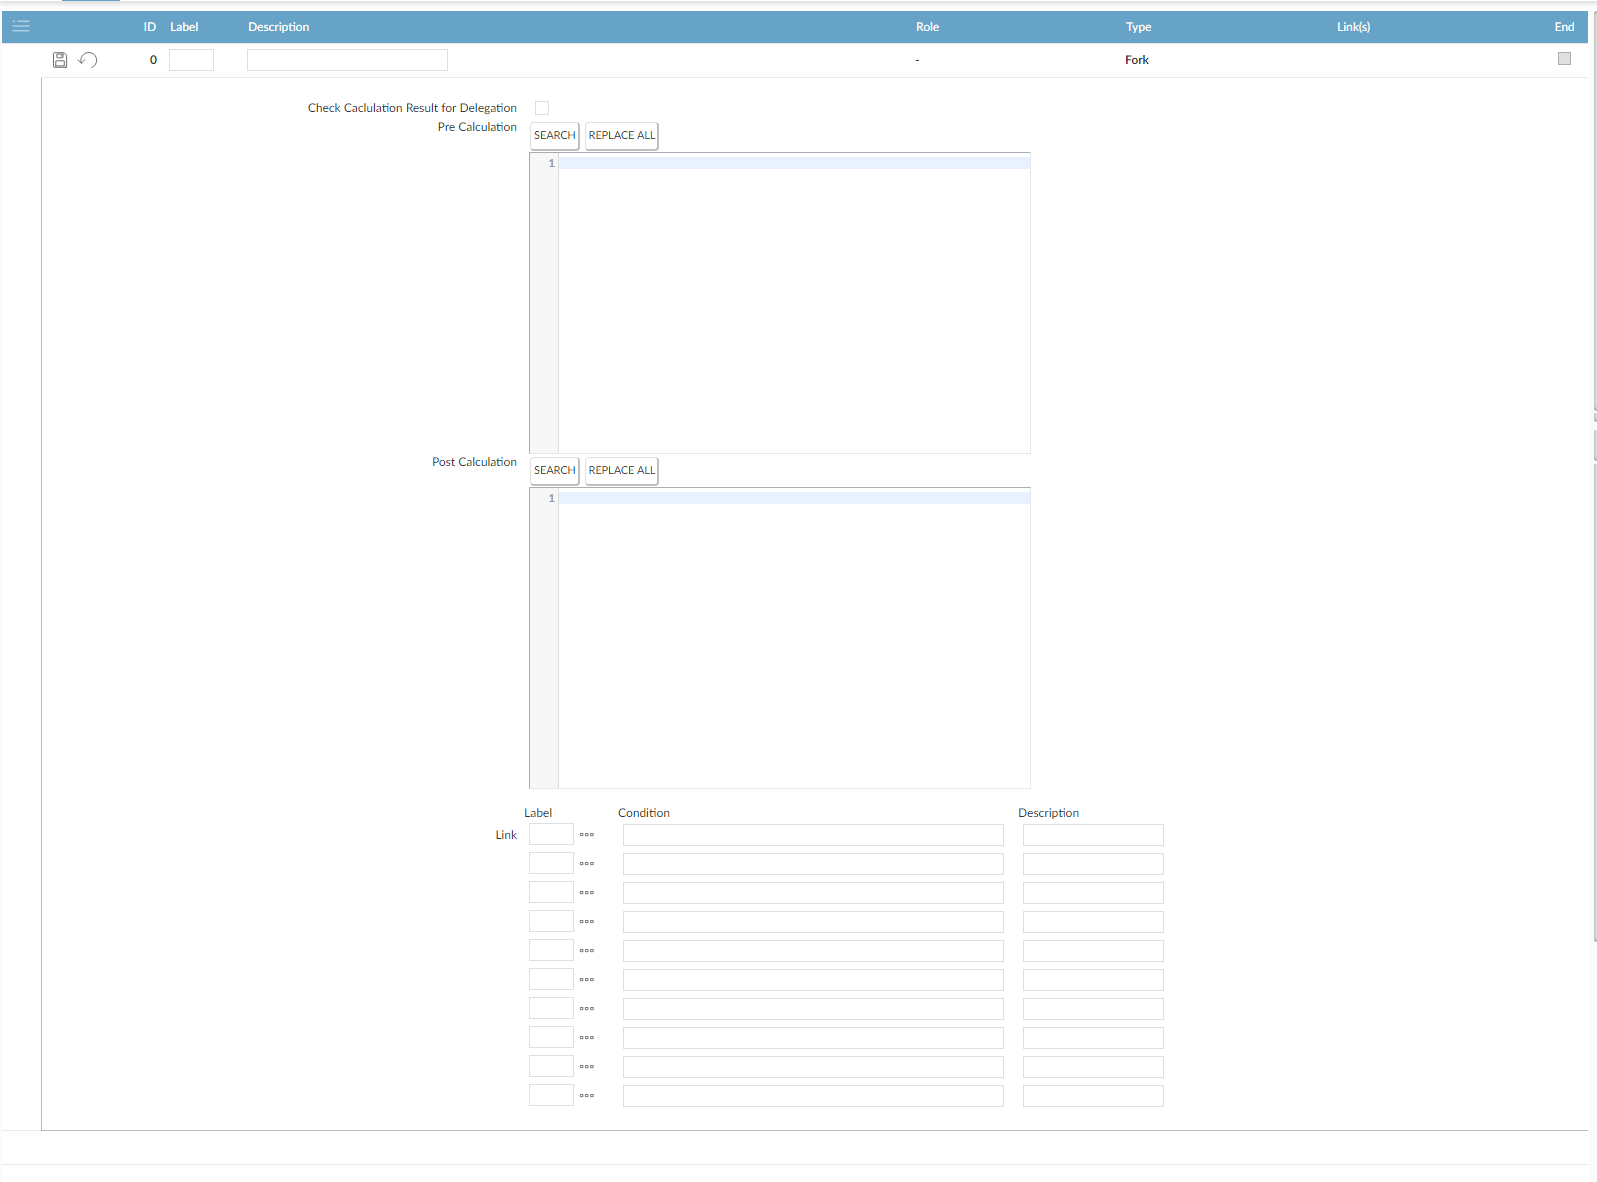 ID Label Description Role Type Link(s) End
0 - Fork
Check Caclulation Result for Delegation
Pre Calculation SEARCH REPLACE ALL
1
Post Calculation SEARCH REPLACE ALL
1
Label Condition Description
Link